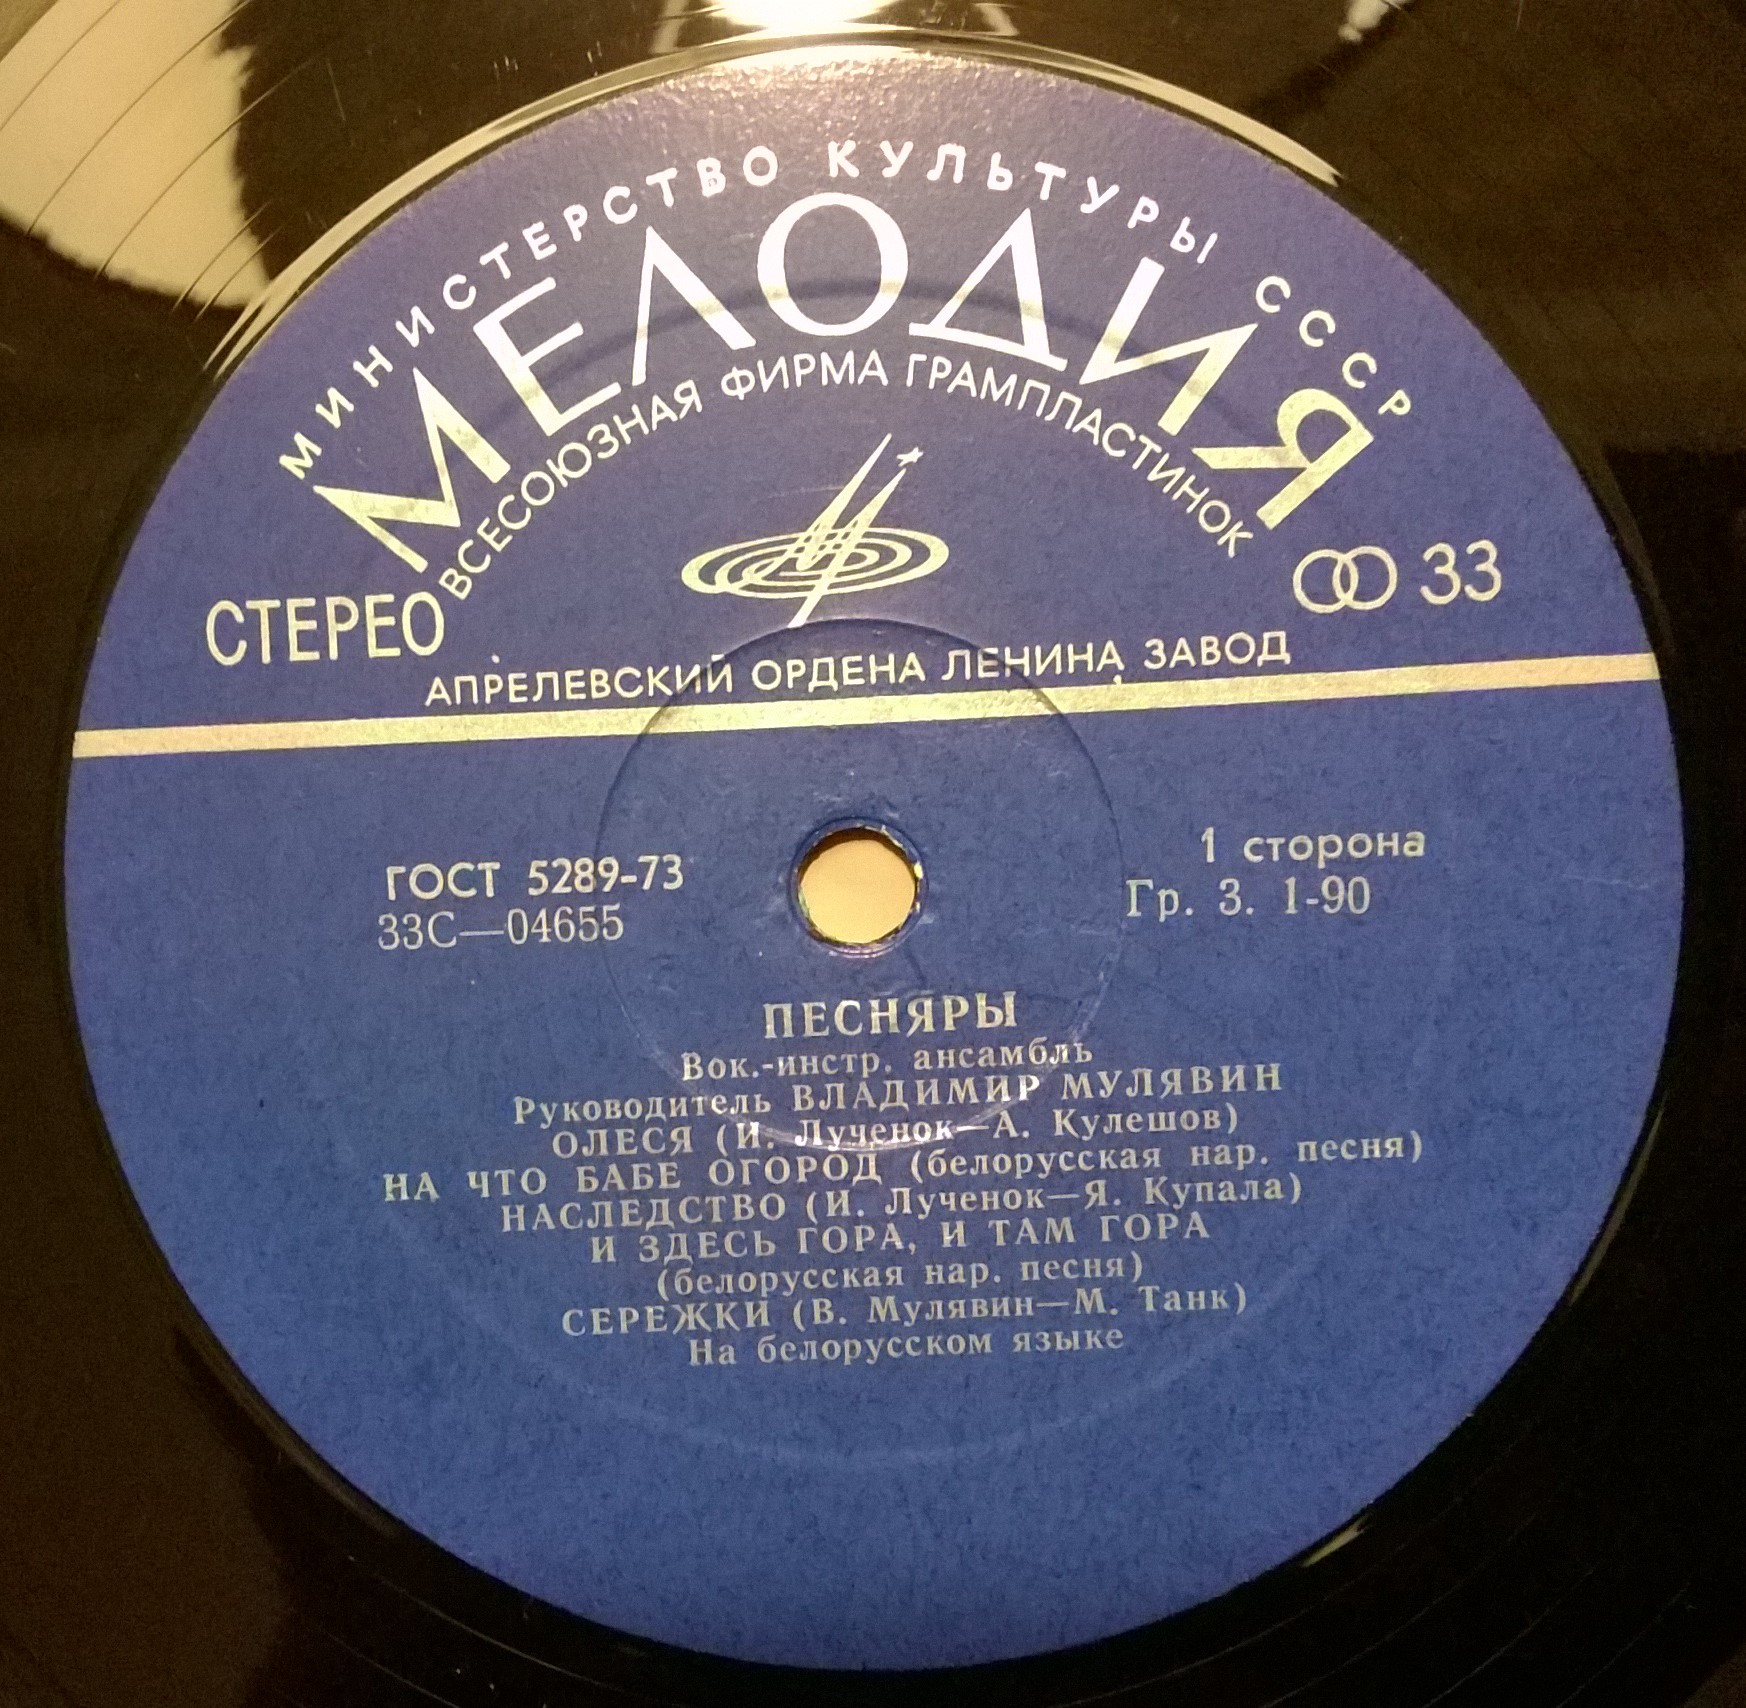 МИНИСТЕРСТВО КУЛЬТУРЫ СССР
МЕЛОДИЯ
ВСЕСОЮЗНАЯ ФИРМА ГРАМПЛАСТИНОК
СТЕРЕО
33
АПРЕЛЕВСКИЙ ОРДЕНА ЛЕНИНА ЗАВОД
ГОСТ 5289-73
33С—04655
1 сторона
Гр. 3. 1-90
ПЕСНЯРЫ
Вок.-инстр. ансамбль
Руководитель ВЛАДИМИР МУЛЯВИН
ОЛЕСЯ (И. Лученок—А. Кулешов)
НА ЧТО БАБЕ ОГОРОД (белорусская нар. песня)
НАСЛЕДСТВО (И. Лученок—Я. Купала)
И ЗДЕСЬ ГОРА, И ТАМ ГОРА
(белорусская нар. песня)
СЕРЕЖКИ (В. Мулявин—М. Танк)
На белорусском языке